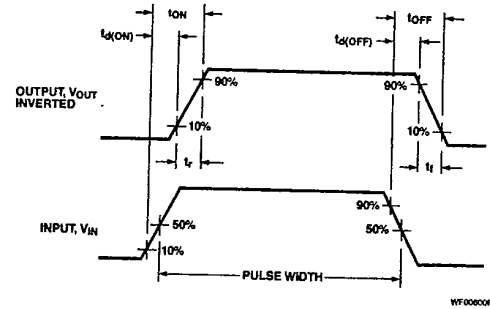 tON
tOFF
td(ON)
td(OFF)
OUTPUT, VOUT
INVERTED
90%
90%
10%
10%
tr
tf
INPUT, VIN
90%
50%
50%
10%
PULSE WIDTH